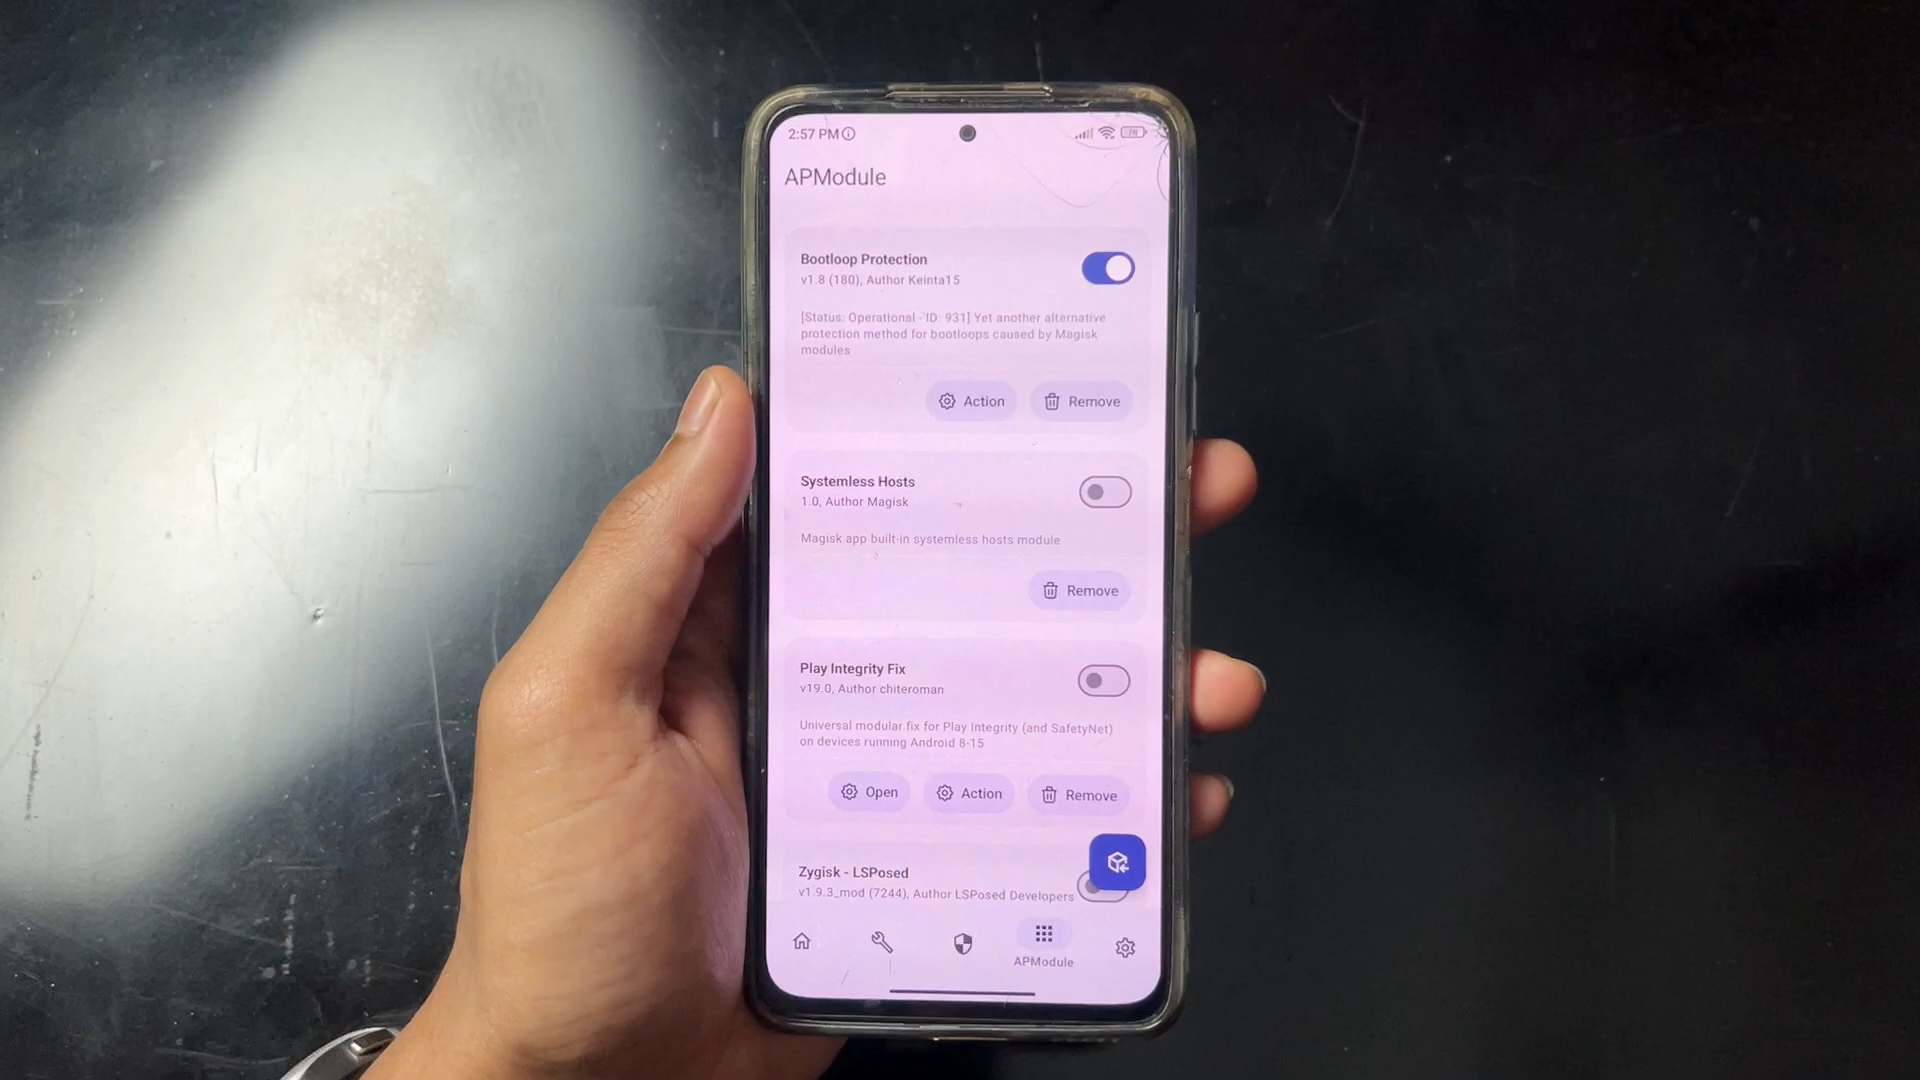 2:57 PM
78
APModule
Bootloop Protection
v1.8 (180), Author Keinta15
[Status: Operational - ID: 931] Yet another alternative
protection method for bootloops caused by Magisk
modules
Action
Remove
Systemless Hosts
1.0, Author Magisk
Magisk app built-in systemless hosts module
Remove
Play Integrity Fix
v19.0, Author chiteroman
Universal modular fix for Play Integrity (and SafetyNet)
on devices running Android 8-15
Open
Action
Remove
Zygisk - LSPosed
v1.9.3_mod (7244), Author LSPosed Developers
APModule